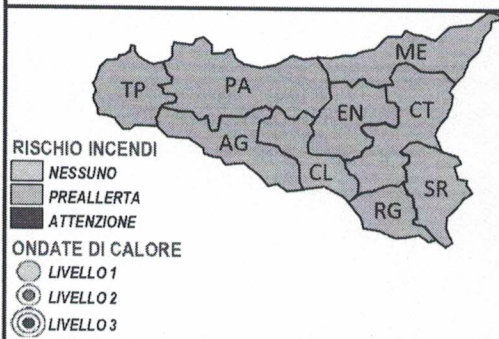 ME
TP
PA
EN
CT
AG
CL
SR
RG
RISCHIO INCENDI
NESSUNO
PREALLERTA
ATTENZIONE
ONDATE DI CALORE
LIVELLO 1
LIVELLO 2
LIVELLO 3